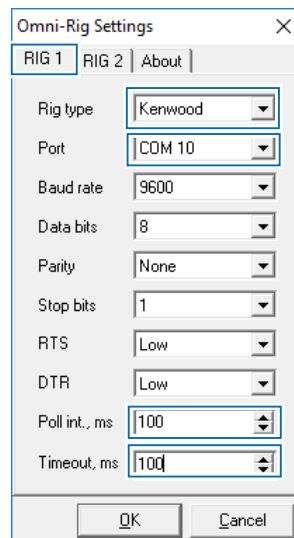 Omni-Rig Settings
RIG 1 RIG 2 About
Rig type Kenwood
Port COM 10
Baud rate 9600
Data bits 8
Parity None
Stop bits 1
RTS Low
DTR Low
Poll int., ms 100
Timeout, ms 100
OK Cancel